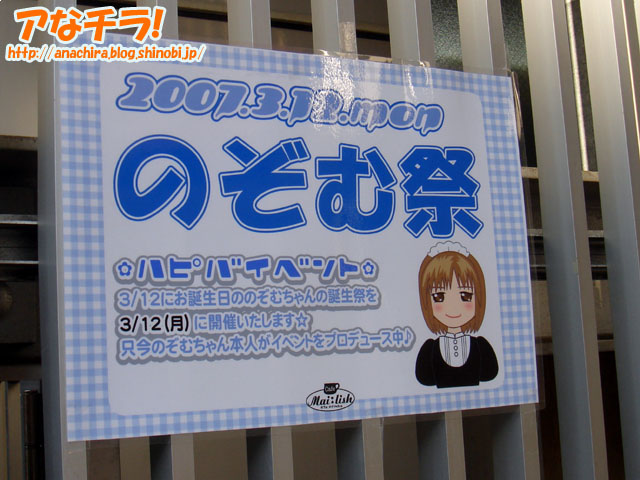 アなチラ!
http://anachira.blog.shinobi.jp/
2007.3.12.mon
のぞむ祭
✿ハピバイベント✿
3/12にお誕生日ののぞむちゃんの誕生祭を
3/12(月)に開催いたします☆
只今のぞむちゃん本人がイベントをプロデュース中♪
Cafe
Mai:lish